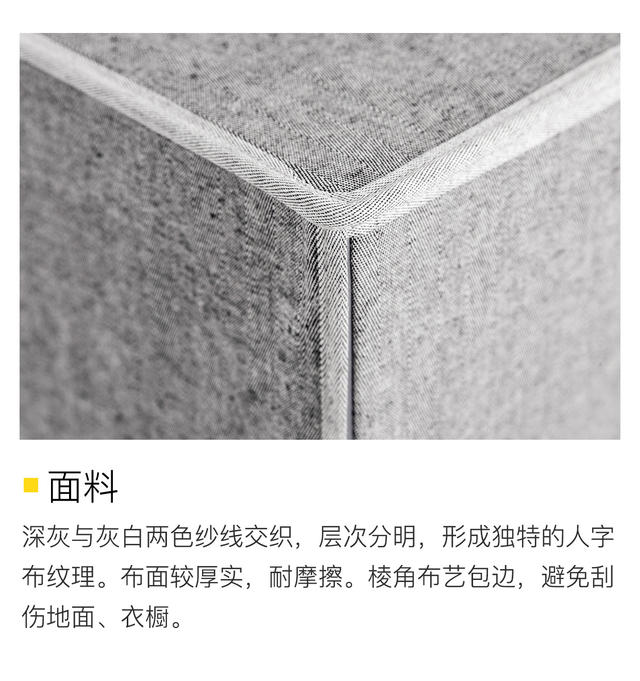 面料
深灰与灰白两色纱线交织，层次分明，形成独特的人字
布纹理。布面较厚实，耐摩擦。棱角布艺包边，避免刮
伤地面、衣橱。